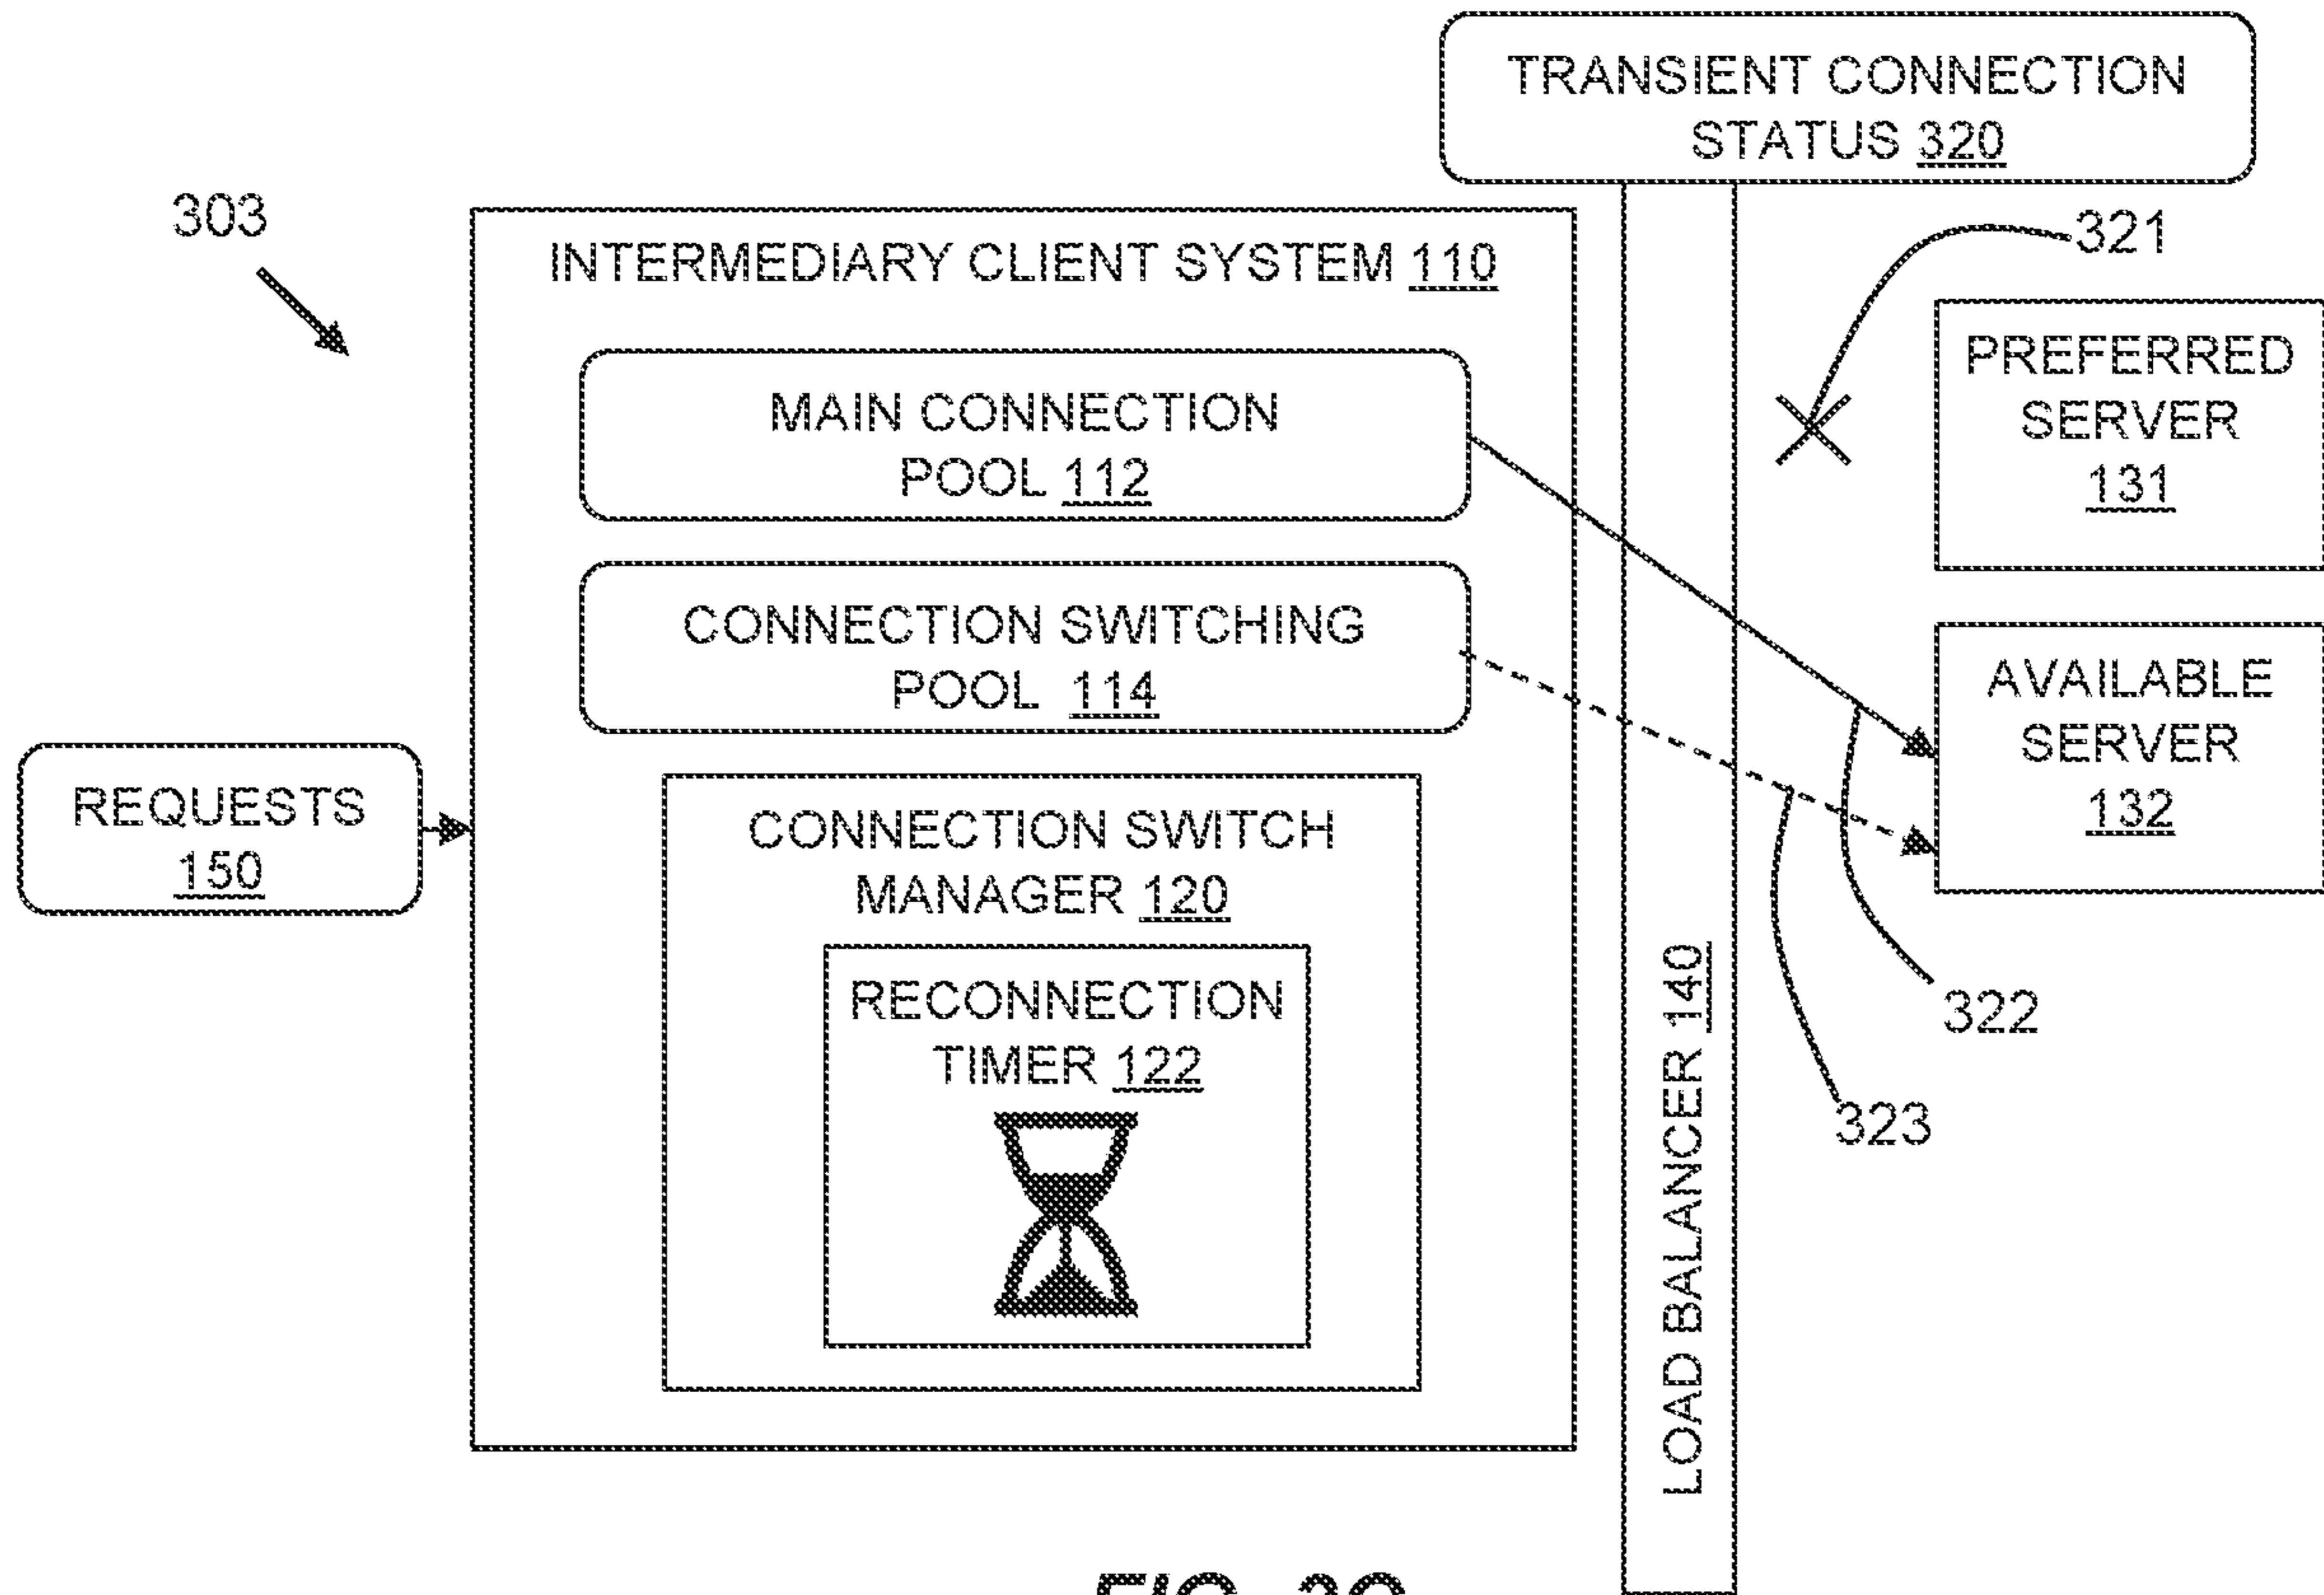 TRANSIENT CONNECTION
STATUS 320
303
321
INTERMEDIARY CLIENT SYSTEM 110
PREFERRED
SERVER
131
MAIN CONNECTION
POOL 112
CONNECTION SWITCHING
POOL 114
AVAILABLE
SERVER
132
REQUESTS
150
CONNECTION SWITCH
MANAGER 120
RECONNECTION
TIMER 122
LOAD BALANCER 140
322
323
FIG. 3C